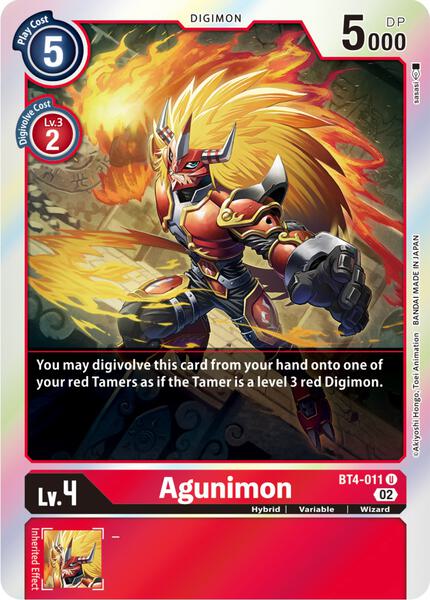 Play Cost
5
DIGIMON
5000
DP
Digivolve Cost
Lv.3
2
sasasi
©Akiyoshi Hongo, Toei Animation BANDAI MADE IN JAPAN
You may digivolve this card from your hand onto one of
your red Tamers as if the Tamer is a level 3 red Digimon.
Lv.4
Agunimon
BT4-011 U
02
Hybrid | Variable | Wizard
Inherited Effect
–